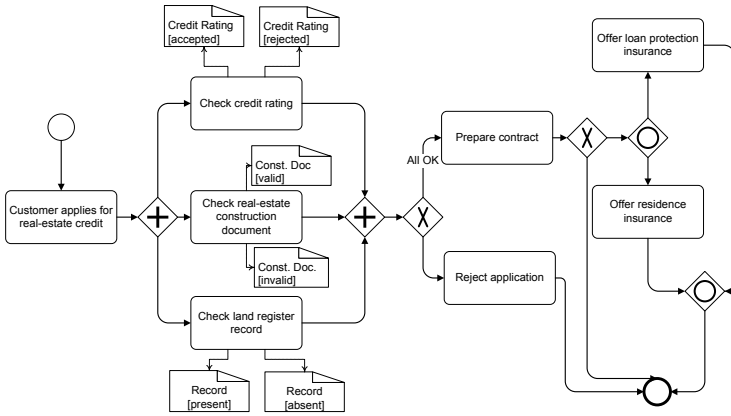 Credit Rating
[accepted]
Credit Rating
[rejected]
Offer loan protection
insurance
Check credit rating
Prepare contract
All OK
Const. Doc
[valid]
Customer applies for
real-estate credit
Check real-estate
construction
document
Offer residence
insurance
Const. Doc.
[invalid]
Reject application
Check land register
record
Record
[present]
Record
[absent]